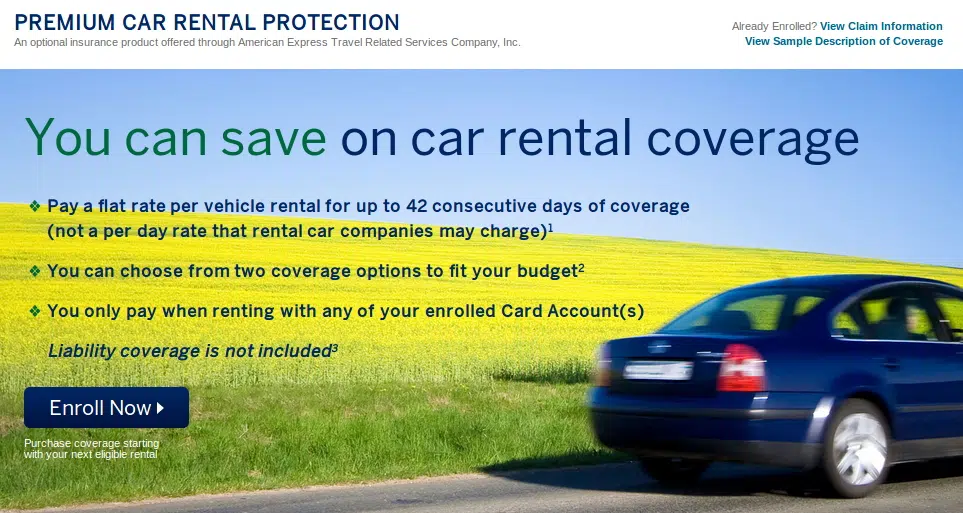 PREMIUM CAR RENTAL PROTECTION
An optional insurance product offered through American Express Travel Related Services Company, Inc.
Already Enrolled? View Claim Information
View Sample Description of Coverage
You can save on car rental coverage
❖ Pay a flat rate per vehicle rental for up to 42 consecutive days of coverage
(not a per day rate that rental car companies may charge)¹
❖ You can choose from two coverage options to fit your budget²
❖ You only pay when renting with any of your enrolled Card Account(s)
Liability coverage is not included³
Enroll Now
Purchase coverage starting
with your next eligible rental